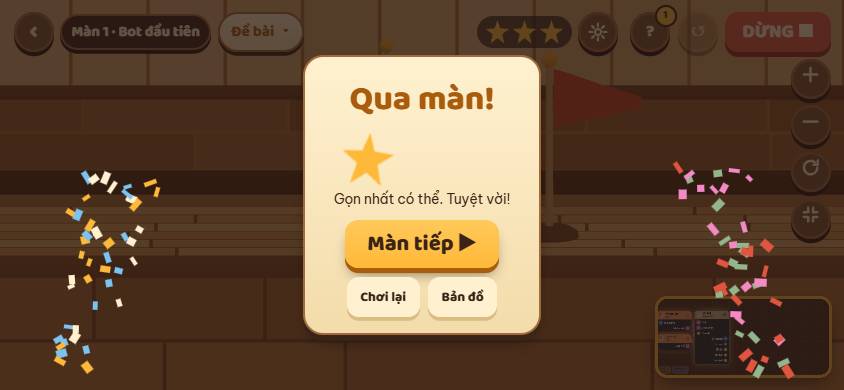 Màn 1 · Bot đầu tiên
Đề bài
1
?
DỪNG
Qua màn!
Gọn nhất có thể. Tuyệt vời!
Màn tiếp
Chơi lại
Bản đồ